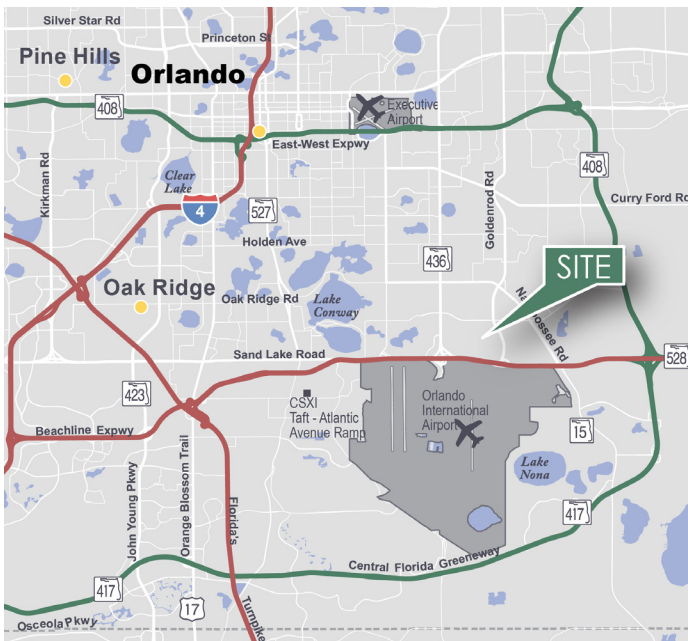 Silver Star Rd
Princeton St
Pine Hills
Orlando
408
Executive
Airport
East-West Expwy
Kirkman Rd
Clear
Lake
4
527
408
Curry Ford Rd
Goldenrod Rd
Holden Ave
436
SITE
Oak Ridge
Oak Ridge Rd
Lake
Conway
Sand Lake Road
528
423
CSXI
Taft - Atlantic
Avenue Ramp
Orlando
International
Airport
15
Beachline Expwy
Lake
Nona
John Young Pkwy
Orange Blossom Trail
Florida's
Turnpike
417
Central Florida Greeneway
417
17
Osceola Pkwy